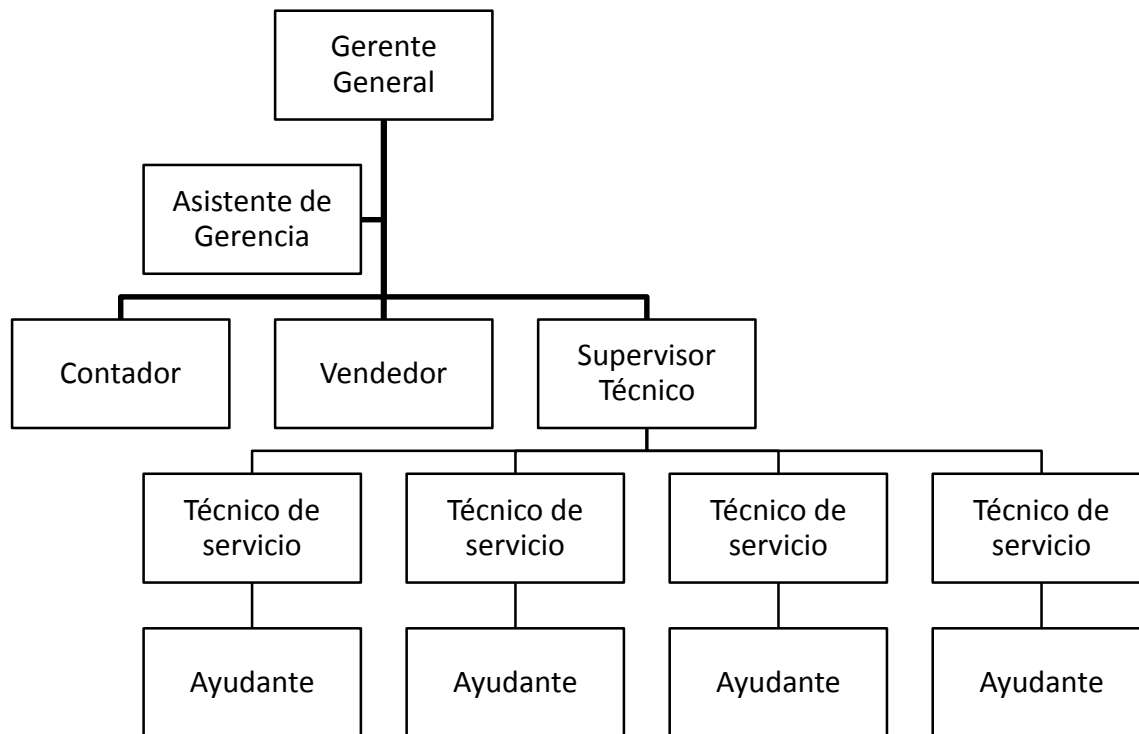 Gerente
General
Asistente de
Gerencia
Contador
Vendedor
Supervisor
Técnico
Técnico de
servicio
Técnico de
servicio
Técnico de
servicio
Técnico de
servicio
Ayudante
Ayudante
Ayudante
Ayudante